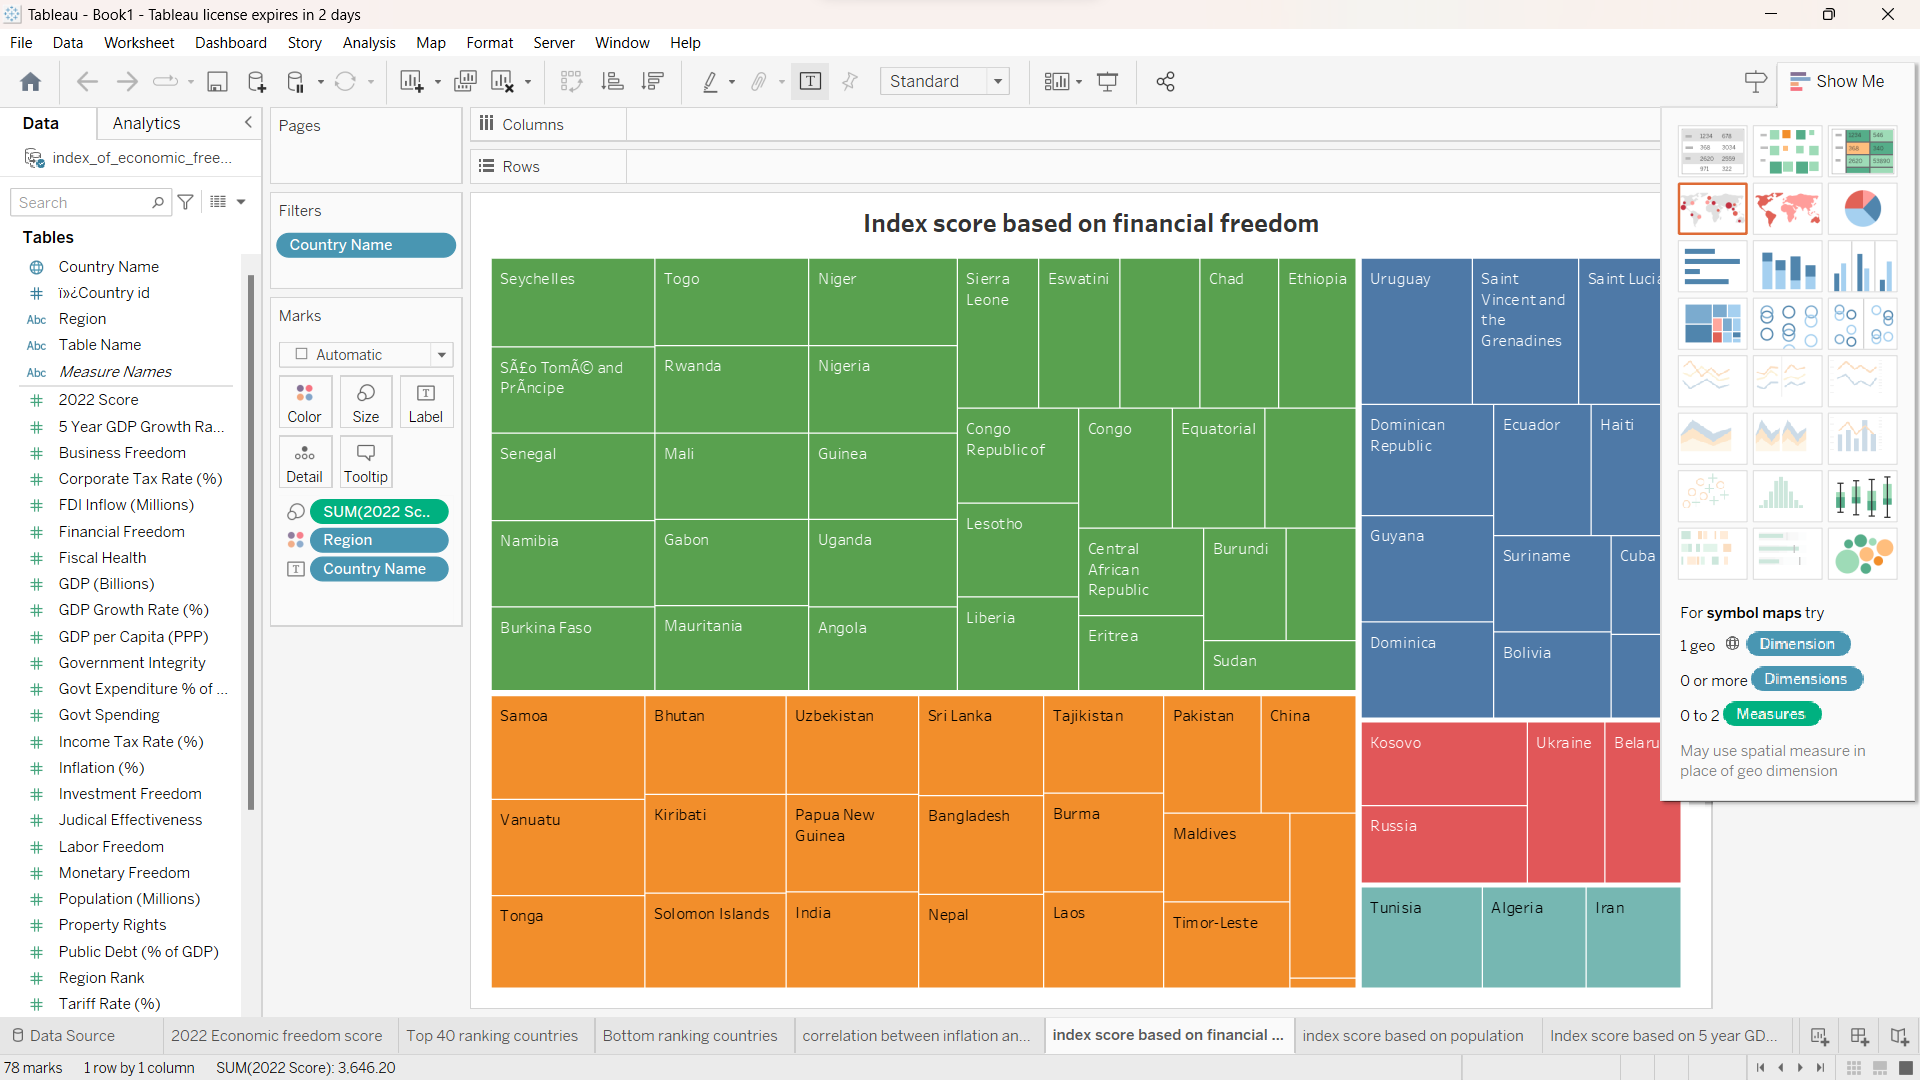 Tableau - Book1 - Tableau license expires in 2 days
File Data Worksheet Dashboard Story Analysis Map Format Server Window Help
Standard
Show Me
Data
Analytics
index_of_economic_free...
Search
Tables
Country Name
ï»¿Country id
Region
Table Name
Measure Names
2022 Score
5 Year GDP Growth Ra...
Business Freedom
Corporate Tax Rate (%)
FDI Inflow (Millions)
Financial Freedom
Fiscal Health
GDP (Billions)
GDP Growth Rate (%)
GDP per Capita (PPP)
Government Integrity
Govt Expenditure % of ...
Govt Spending
Income Tax Rate (%)
Inflation (%)
Investment Freedom
Judical Effectiveness
Labor Freedom
Monetary Freedom
Population (Millions)
Property Rights
Public Debt (% of GDP)
Region Rank
Tariff Rate (%)
Abc
Abc
Abc
Pages
Filters
Country Name
Marks
Automatic
Color
Size
Label
Detail
Tooltip
SUM(2022 Sc..
Region
Country Name
Columns
Rows
Index score based on financial freedom
Seychelles
SÃ£o TomÃ© and
PrÃncipe
Senegal
Namibia
Burkina Faso
Togo
Rwanda
Mali
Gabon
Mauritania
Niger
Nigeria
Guinea
Uganda
Angola
Sierra
Leone
Eswatini
Chad
Ethiopia
Congo
Republic of
Lesotho
Liberia
Congo
Equatorial
Central
African
Republic
Eritrea
Burundi
Sudan
Uruguay
Saint
Vincent and
the
Grenadines
Saint Lucia
Dominican
Republic
Guyana
Dominica
Ecuador
Haiti
Suriname
Cuba
Bolivia
Samoa
Vanuatu
Tonga
Bhutan
Kiribati
Solomon Islands
Uzbekistan
Papua New
Guinea
India
Sri Lanka
Bangladesh
Nepal
Tajikistan
Burma
Laos
Pakistan
China
Maldives
Timor-Leste
Kosovo
Russia
Ukraine
Belaru
Tunisia
Algeria
Iran
For symbol maps try
1 geo Dimension
0 or more Dimensions
0 to 2 Measures
May use spatial measure in
place of geo dimension
Data Source
2022 Economic freedom score
Top 40 ranking countries
Bottom ranking countries
correlation between inflation an...
index score based on financial ...
index score based on population
Index score based on 5 year GD...
78 marks 1 row by 1 column SUM(2022 Score): 3,646.20